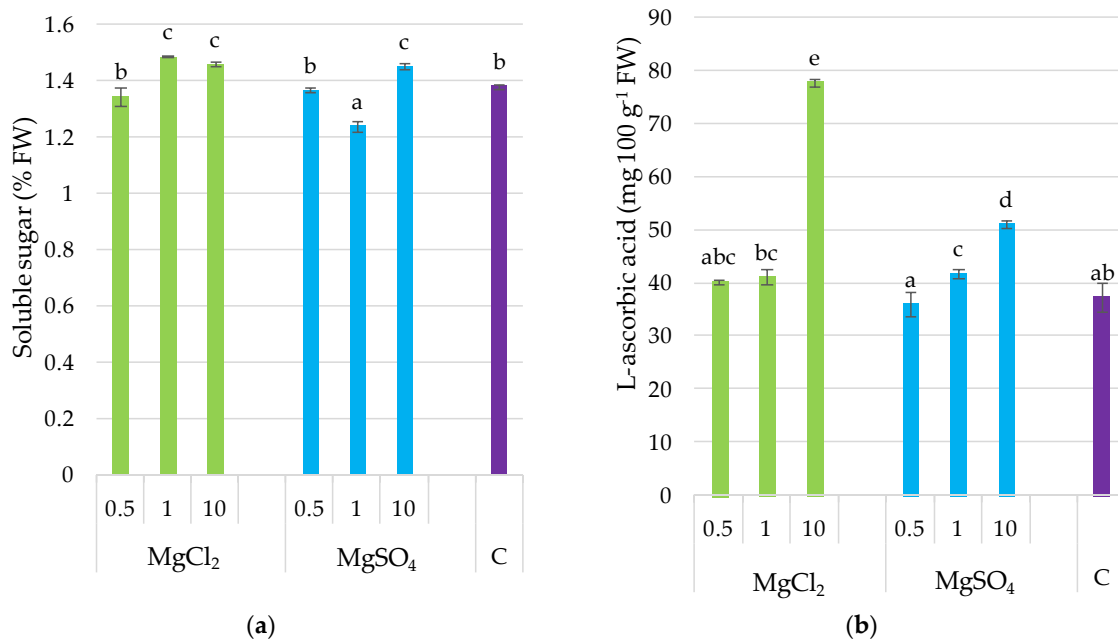 Soluble sugar (% FW)
1.6
1.4
1.2
1
0.8
0.6
0.4
0.2
0
b
c
c
b
a
c
b
0.5 1 10 0.5 1 10
MgCl₂ MgSO₄ C
(a)
L-ascorbic acid (mg 100 g⁻¹ FW)
90
80
70
60
50
40
30
20
10
0
abc
bc
e
a
c
d
ab
0.5 1 10 0.5 1 10
MgCl₂ MgSO₄ C
(b)